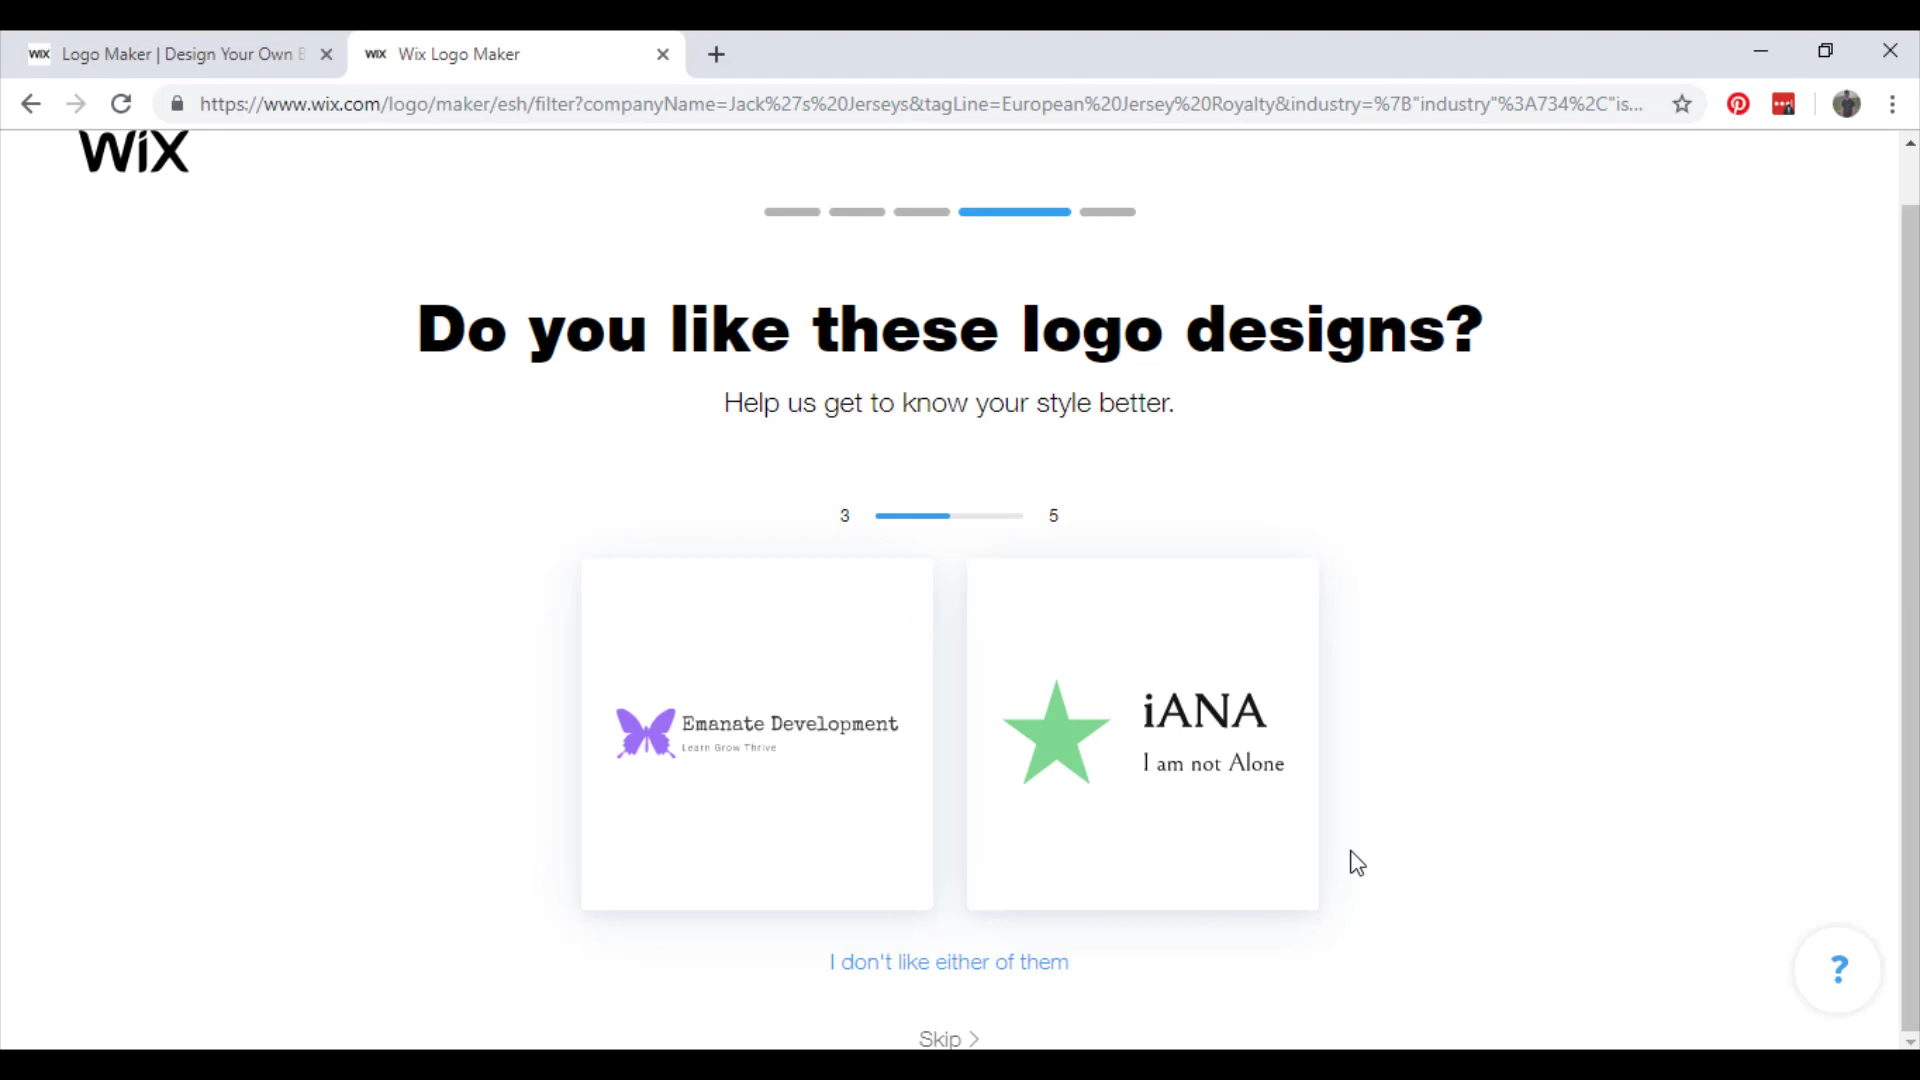 WiX Logo Maker | Design Your Own B
WiX Wix Logo Maker
https://www.wix.com/logo/maker/esh/filter?companyName=Jack%27s%20Jerseys&tagLine=European%20Jersey%20Royalty&industry=%7B"industry"%3A734%2C"is...
WiX
Do you like these logo designs?
Help us get to know your style better.
3 5
Emanate Development
Learn Grow Thrive
iANA
I am not Alone
I don't like either of them
?
Skip >